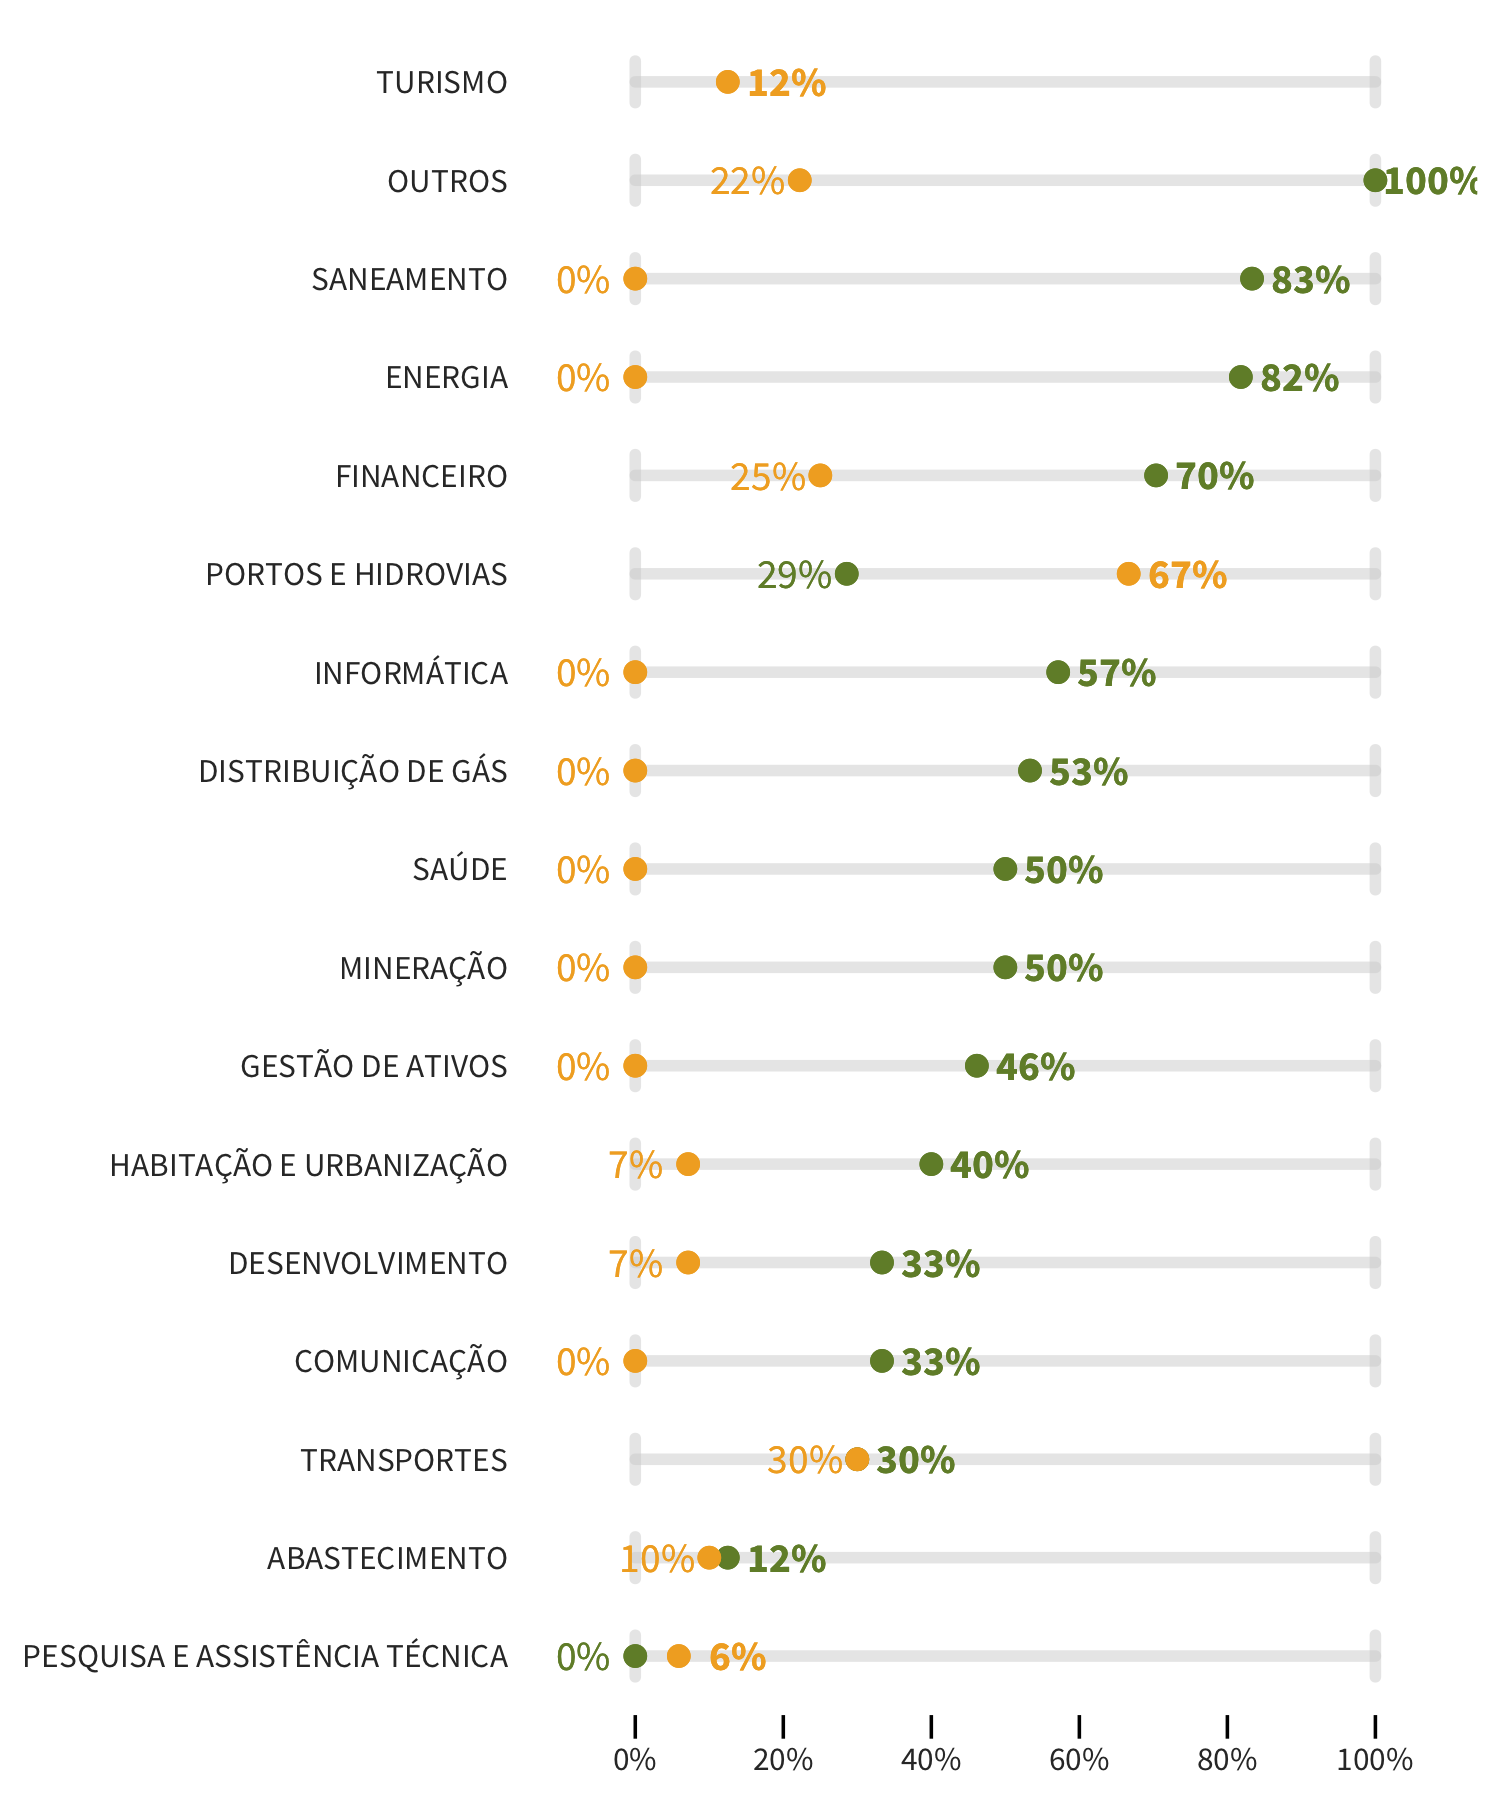 TURISMO 12%
OUTROS 22% 100%
SANEAMENTO 0% 83%
ENERGIA 0% 82%
FINANCEIRO 25% 70%
PORTOS E HIDROVIAS 29% 67%
INFORMÁTICA 0% 57%
DISTRIBUIÇÃO DE GÁS 0% 53%
SAÚDE 0% 50%
MINERAÇÃO 0% 50%
GESTÃO DE ATIVOS 0% 46%
HABITAÇÃO E URBANIZAÇÃO 7% 40%
DESENVOLVIMENTO 7% 33%
COMUNICAÇÃO 0% 33%
TRANSPORTES 30% 30%
ABASTECIMENTO 10% 12%
PESQUISA E ASSISTÊNCIA TÉCNICA 0% 6%
0% 20% 40% 60% 80% 100%